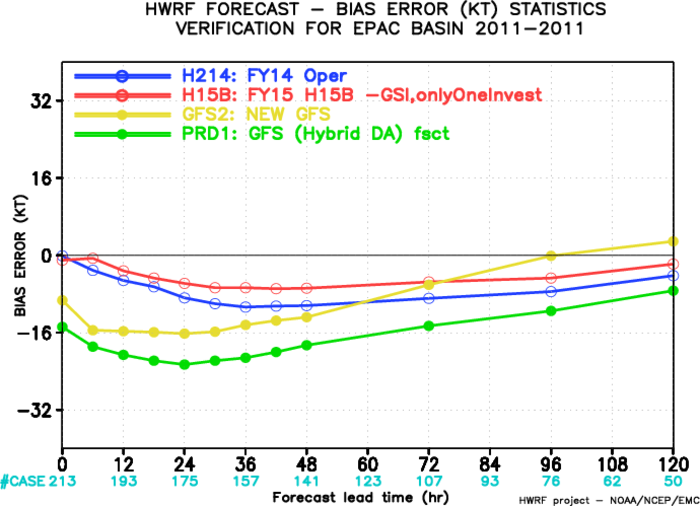 HWRF FORECAST − BIAS ERROR (KT) STATISTICS
VERIFICATION FOR EPAC BASIN 2011−2011
H214: FY14 Oper
H15B: FY15 H15B −GSI,onlyOneInvest
GFS2: NEW GFS
PRD1: GFS (Hybrid DA) fsct
BIAS ERROR (KT)
32
16
0
−16
−32
0 12 24 36 48 60 72 84 96 108 120
#CASE 213 193 175 157 141 123 107 93 76 62 50
Forecast lead time (hr)
HWRF project − NOAA/NCEP/EMC